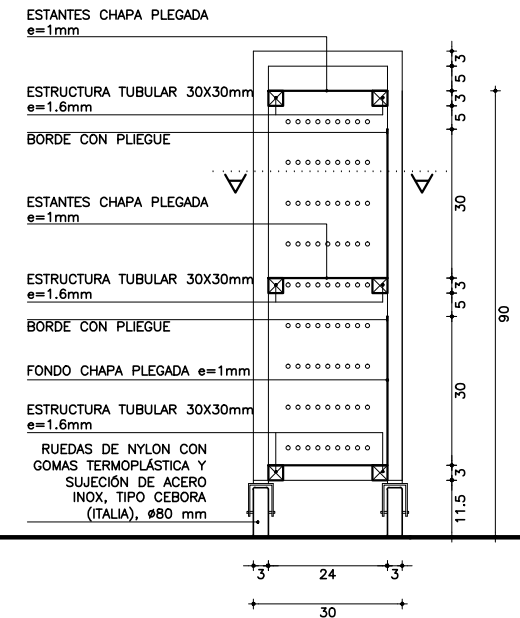 ESTANTES CHAPA PLEGADA
e=1mm
ESTRUCTURA TUBULAR 30X30mm
e=1.6mm
BORDE CON PLIEGUE
ESTANTES CHAPA PLEGADA
e=1mm
ESTRUCTURA TUBULAR 30X30mm
e=1.6mm
BORDE CON PLIEGUE
FONDO CHAPA PLEGADA e=1mm
ESTRUCTURA TUBULAR 30X30mm
e=1.6mm
RUEDAS DE NYLON CON
GOMAS TERMOPLÁSTICA Y
SUJECIÓN DE ACERO
INOX, TIPO CEBORA
(ITALIA), ø80 mm
3
5
3
5
30
3
5
30
3
11.5
90
3 24 3
30